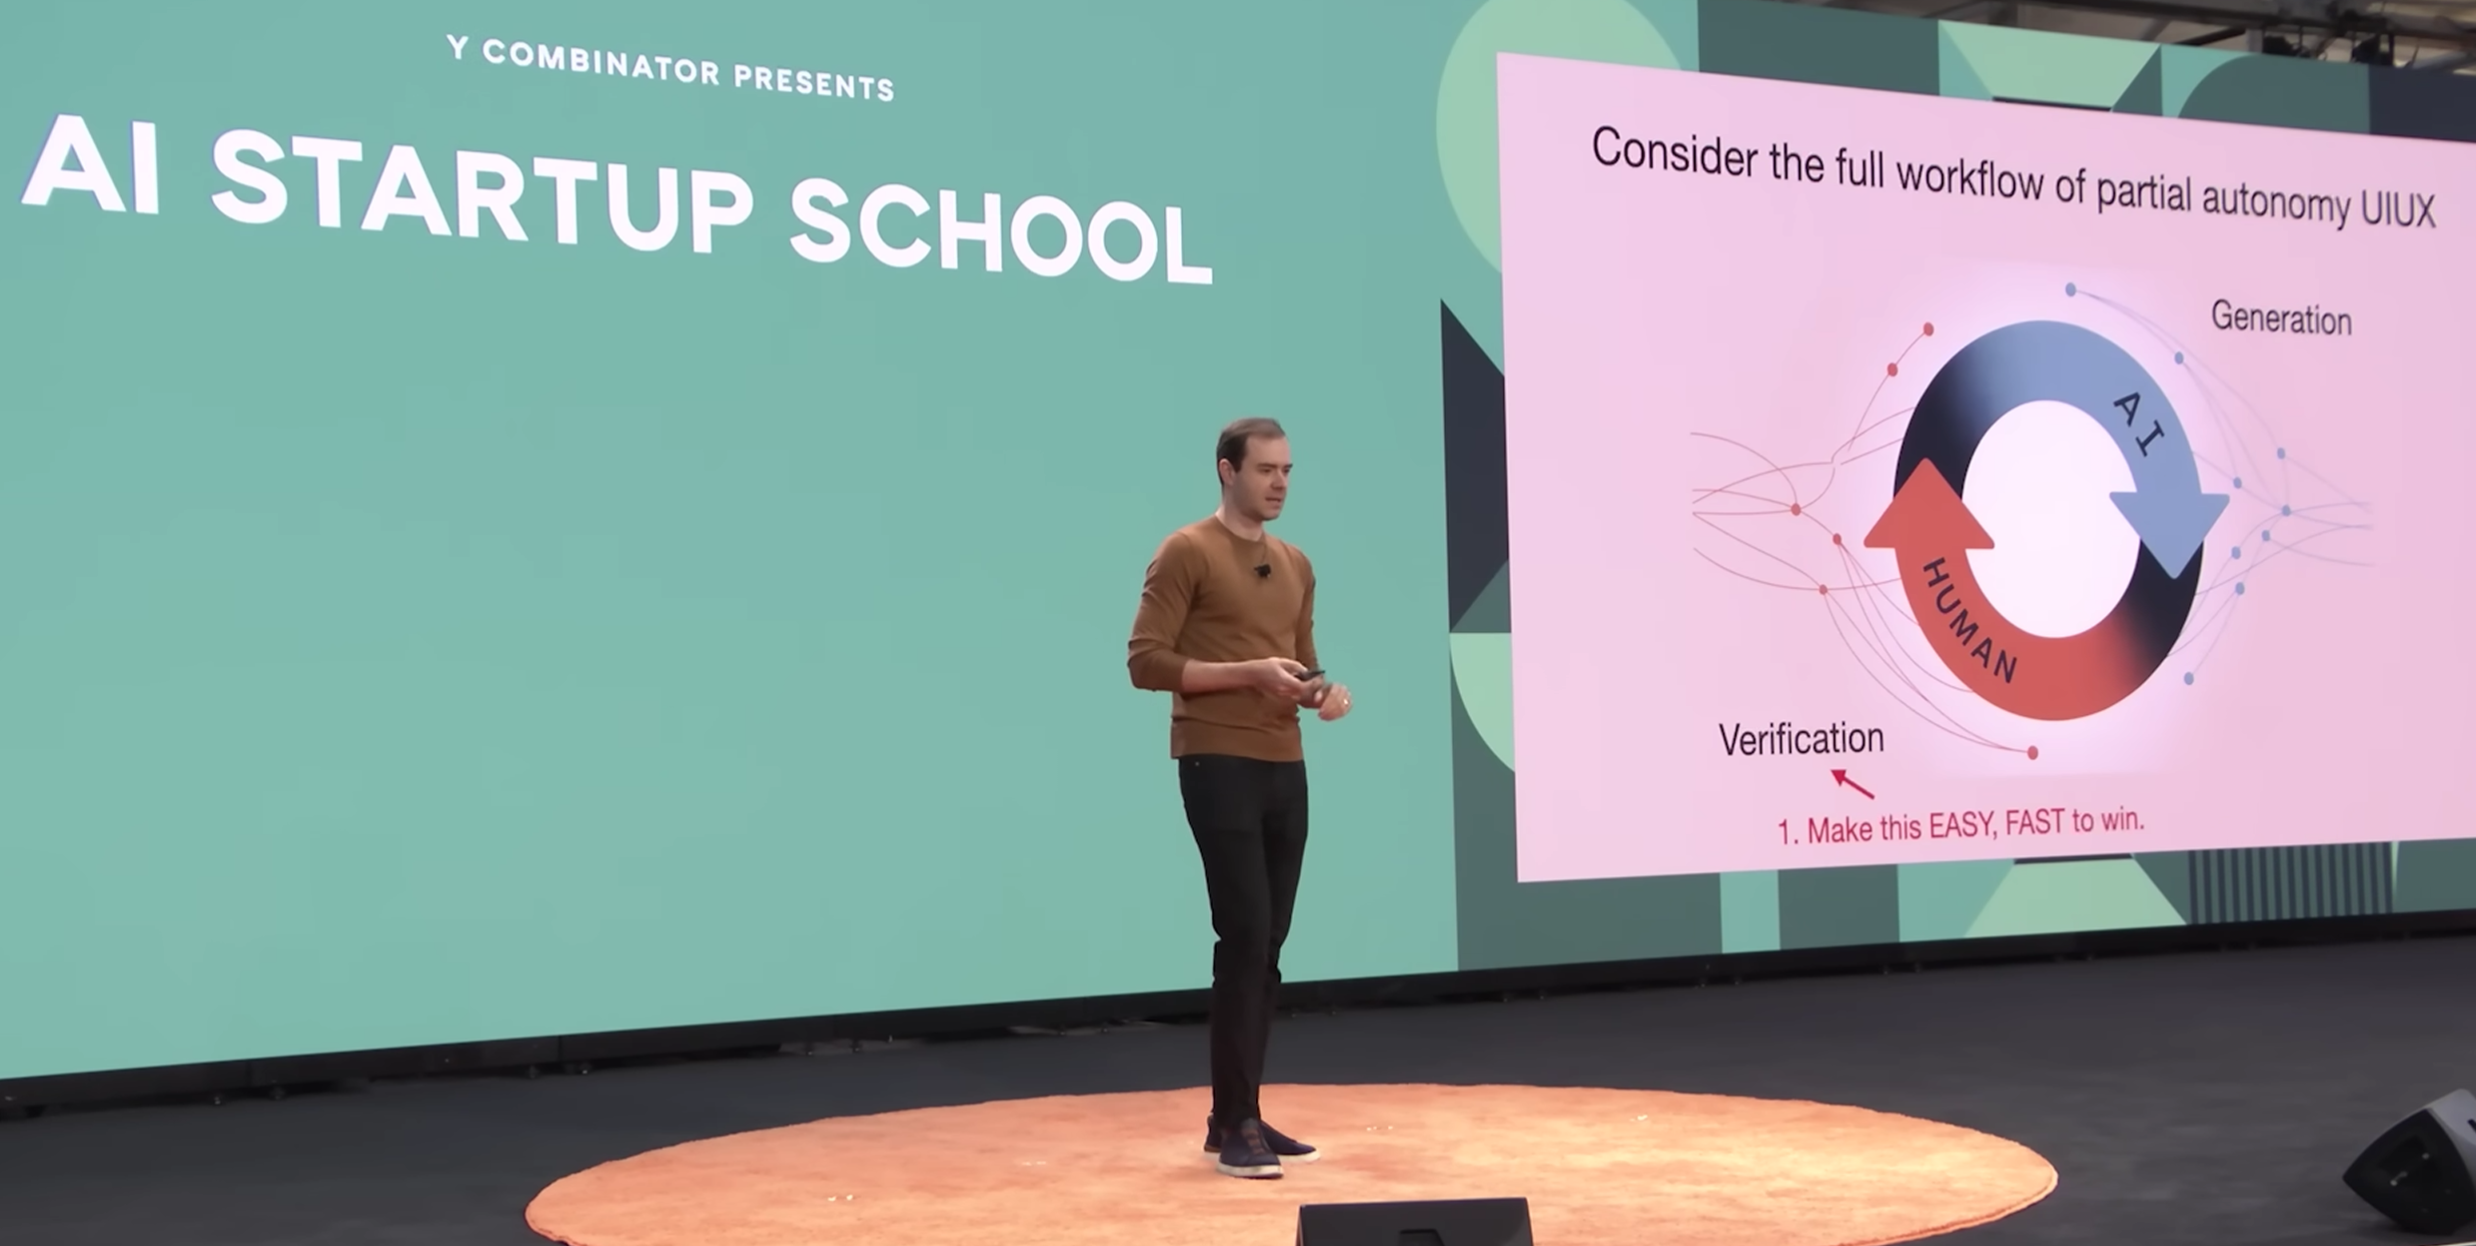 Y COMBINATOR PRESENTS
AI STARTUP SCHOOL
Consider the full workflow of partial autonomy UIUX
Generation
AI
HUMAN
Verification
1. Make this EASY, FAST to win.